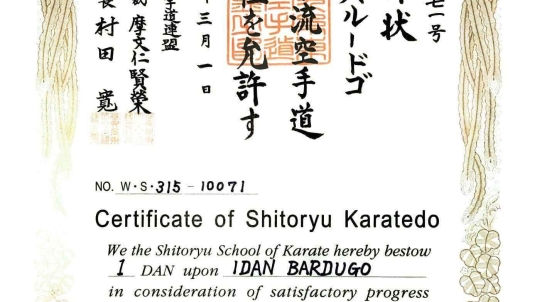 七一号
状
ルードゴ
流空手道
位を允許す
三月一日
手道連盟
摩文仁賢榮
長 村田 寛
NO. W・S・315 - 10071
Certificate of Shitoryu Karatedo
We the Shitoryu School of Karate hereby bestow
I DAN upon IDAN BARDUGO
in consideration of satisfactory progress